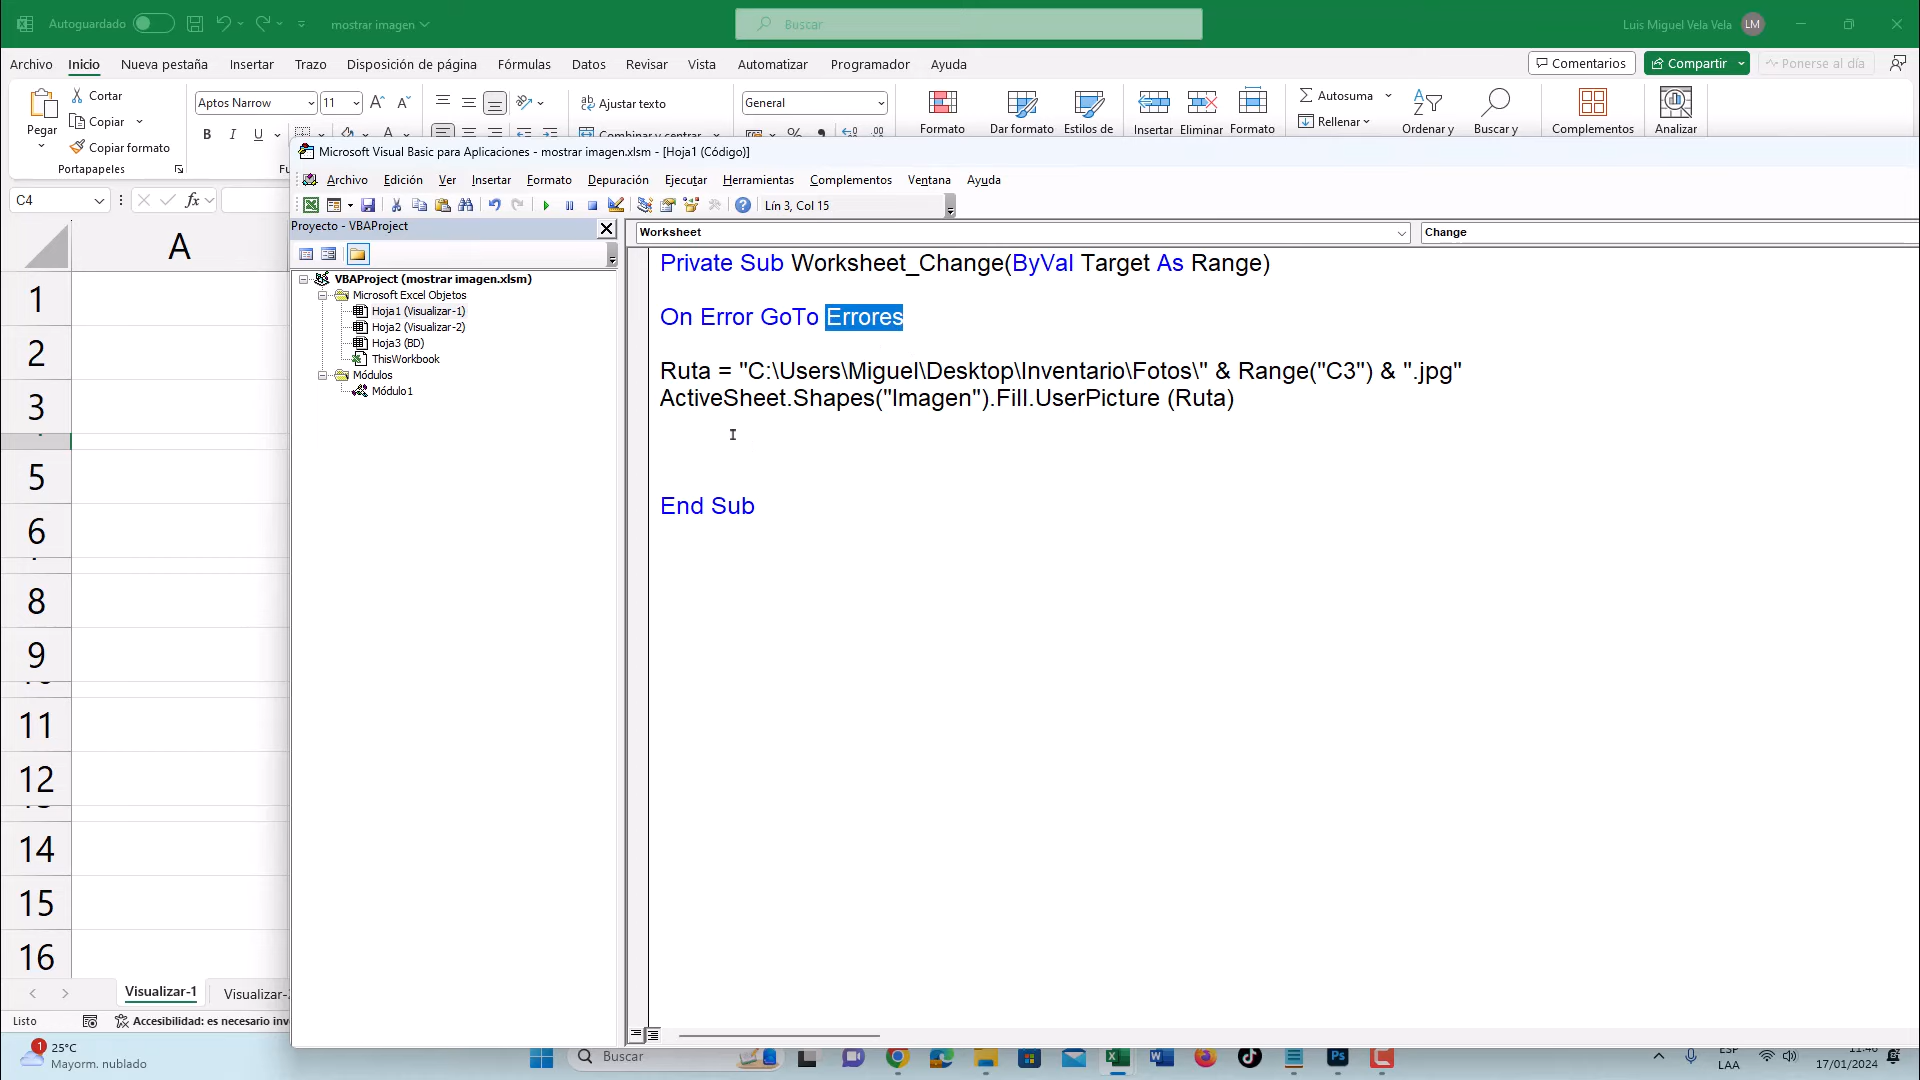 Autoguardado
mostrar imagen
Buscar
Luis Miguel Vela Vela
LM
Archivo Inicio Nueva pestaña Insertar Trazo Disposición de página Fórmulas Datos Revisar Vista Automatizar Programador Ayuda
Comentarios
Compartir
Ponerse al día
Pegar
Cortar
Copiar
Copiar formato
Portapapeles
Aptos Narrow
11
N K S
Ajustar texto
Combinar y centrar
General
Formato
Dar formato
Estilos de
Insertar
Eliminar
Formato
Autosuma
Rellenar
Ordenar y
Buscar y
Complementos
Analizar
C4
fx
Microsoft Visual Basic para Aplicaciones - mostrar imagen.xlsm - [Hoja1 (Código)]
Archivo Edición Ver Insertar Formato Depuración Ejecutar Herramientas Complementos Ventana Ayuda
Lín 3, Col 15
Proyecto - VBAProject
VBAProject (mostrar imagen.xlsm)
Microsoft Excel Objetos
Hoja1 (Visualizar-1)
Hoja2 (Visualizar-2)
Hoja3 (BD)
ThisWorkbook
Módulos
Módulo1
Worksheet
Change
Private Sub Worksheet_Change(ByVal Target As Range)
On Error GoTo Errores
Ruta = "C:\Users\Miguel\Desktop\Inventario\Fotos\" & Range("C3") & ".jpg"
ActiveSheet.Shapes("Imagen").Fill.UserPicture (Ruta)
End Sub
A
1
2
3
5
6
8
9
11
12
14
15
16
Visualizar-1
Visualizar-
Listo
Accesibilidad: es necesario inv
1
25°C
Mayorm. nublado
Buscar
ESP
LAA
17/01/2024